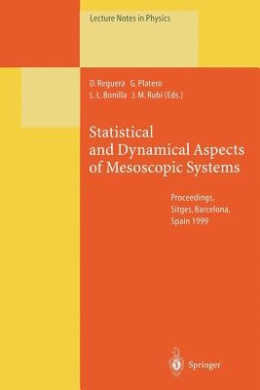 Lecture Notes in Physics
D. Reguera G. Platero
L. L. Bonilla J. M. Rubí (Eds.)
Statistical
and Dynamical Aspects
of Mesoscopic Systems
Proceedings,
Sitges, Barcelona,
Spain 1999
Springer